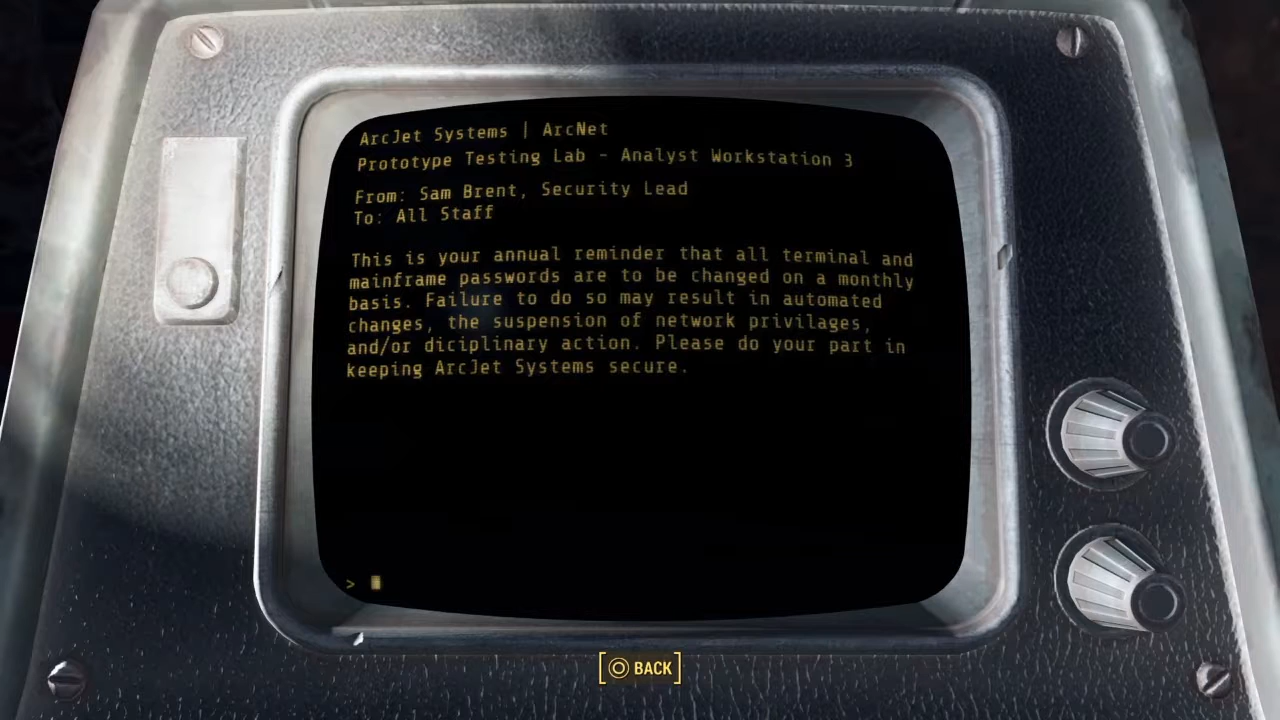 ArcJet Systems | ArcNet
Prototype Testing Lab - Analyst Workstation 3
From: Sam Brent, Security Lead
To: All Staff
This is your annual reminder that all terminal and
mainframe passwords are to be changed on a monthly
basis. Failure to do so may result in automated
changes, the suspension of network privilages,
and/or diciplinary action. Please do your part in
keeping ArcJet Systems secure.
>
BACK